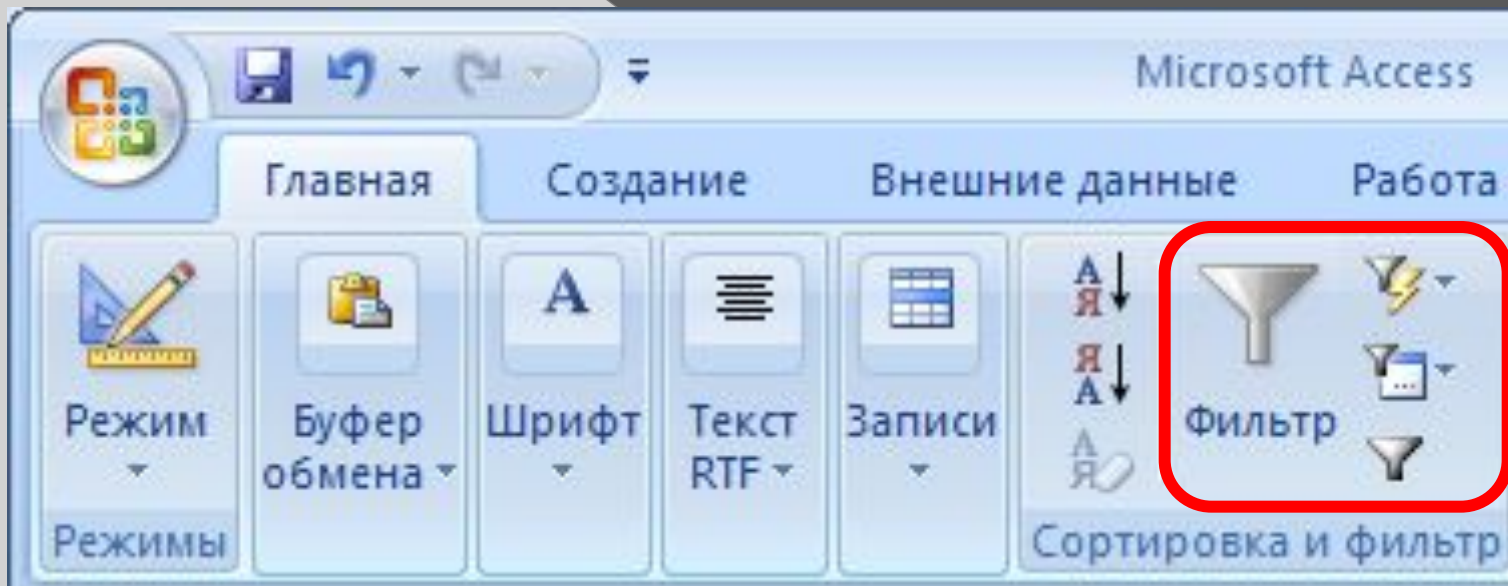 Microsoft Access
Главная Создание Внешние данные Работа
Режим
Буфер обмена
Шрифт
Текст RTF
Записи
Фильтр
Режимы
Сортировка и фильтр